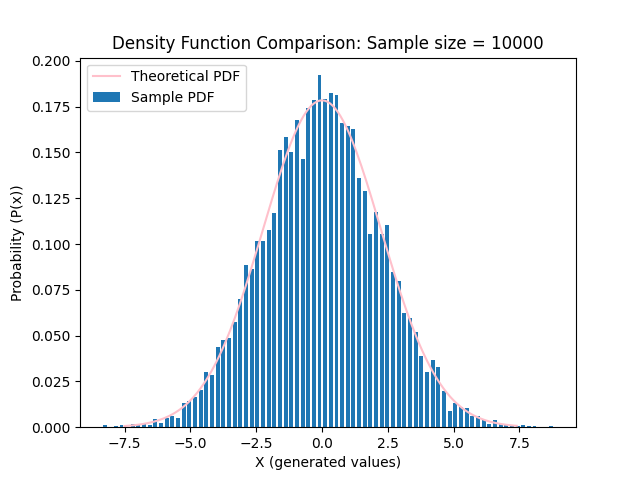 Density Function Comparison: Sample size = 10000
Theoretical PDF
Sample PDF
Probability (P(x))
0.200
0.175
0.150
0.125
0.100
0.075
0.050
0.025
0.000
−7.5 −5.0 −2.5 0.0 2.5 5.0 7.5
X (generated values)